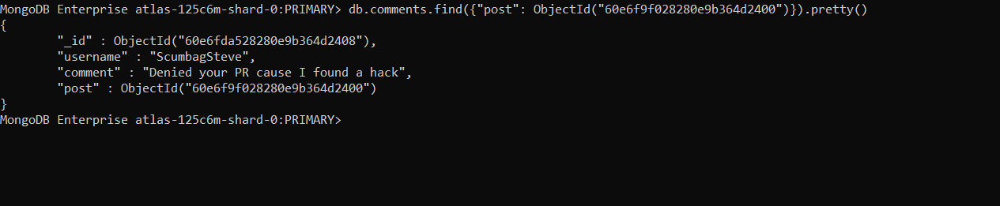 MongoDB Enterprise atlas-125c6m-shard-0:PRIMARY> db.comments.find({"post": ObjectId("60e6f9f028280e9b364d2400")}).pretty()
{
        "_id" : ObjectId("60e6fda528280e9b364d2408"),
        "username" : "ScumbagSteve",
        "comment" : "Denied your PR cause I found a hack",
        "post" : ObjectId("60e6f9f028280e9b364d2400")
}
MongoDB Enterprise atlas-125c6m-shard-0:PRIMARY>